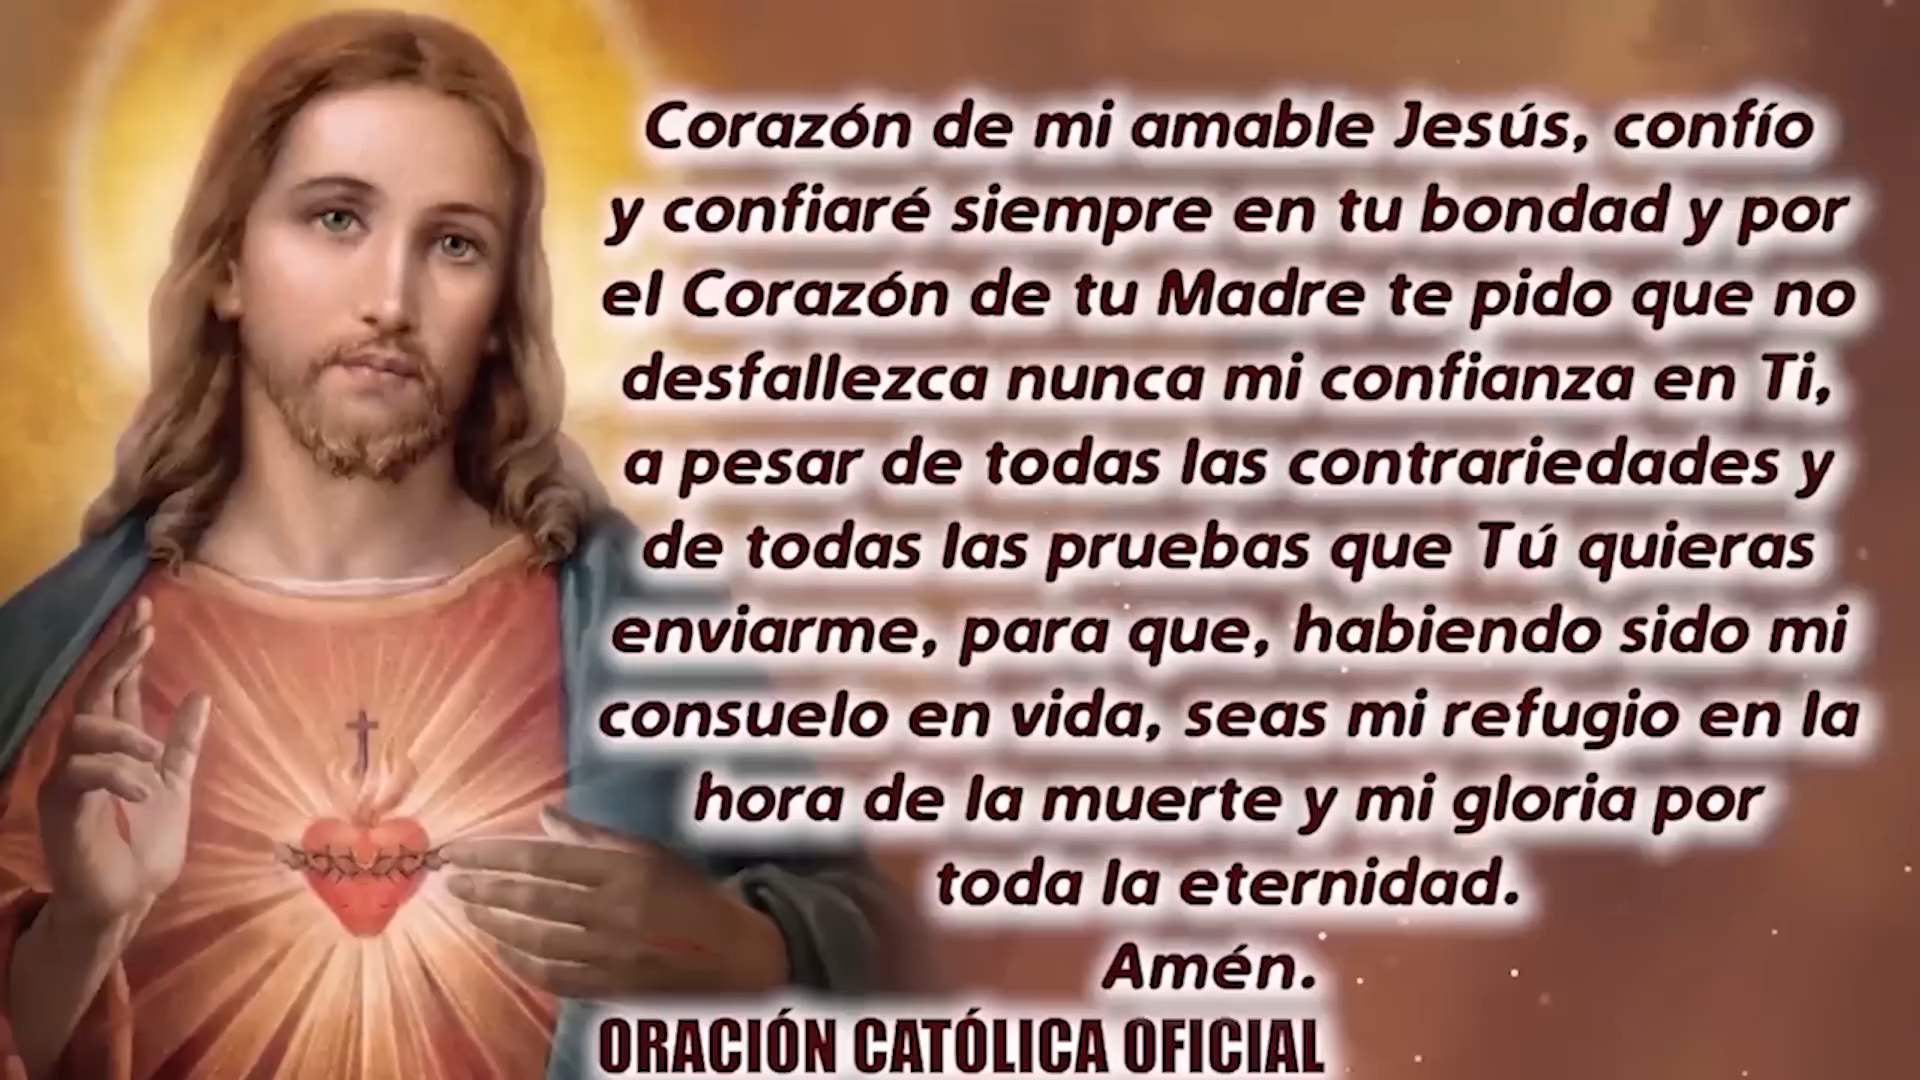 Corazón de mi amable Jesús, confío
y confiaré siempre en tu bondad y por
el Corazón de tu Madre te pido que no
desfallezca nunca mi confianza en Ti,
a pesar de todas las contrariedades y
de todas las pruebas que Tú quieras
enviarme, para que, habiendo sido mi
consuelo en vida, seas mi refugio en la
hora de la muerte y mi gloria por
toda la eternidad.
Amén.
ORACIÓN CATÓLICA OFICIAL